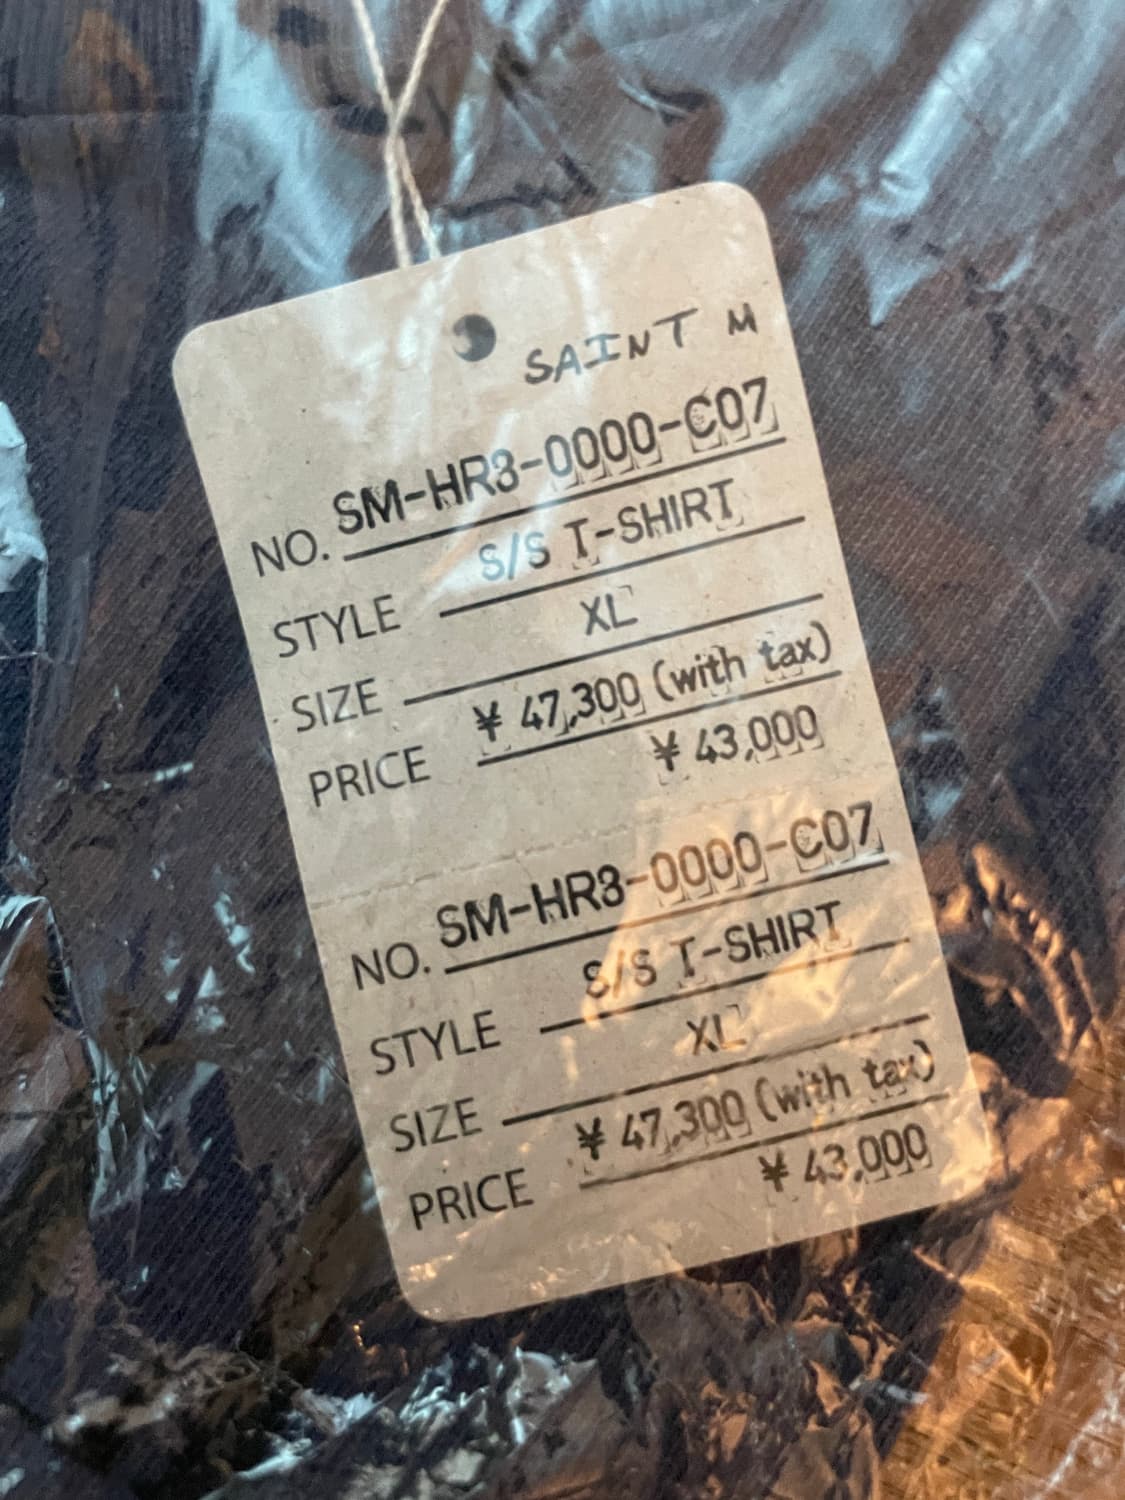 SAINT M
NO. SM-HR3-0000-C07
STYLE S/S T-SHIRT
SIZE XL
PRICE ¥ 47,300 (with tax)
¥ 43,000
NO. SM-HR3-0000-C07
STYLE S/S T-SHIRT
SIZE XL
PRICE ¥ 47,300 (with tax)
¥ 43,000